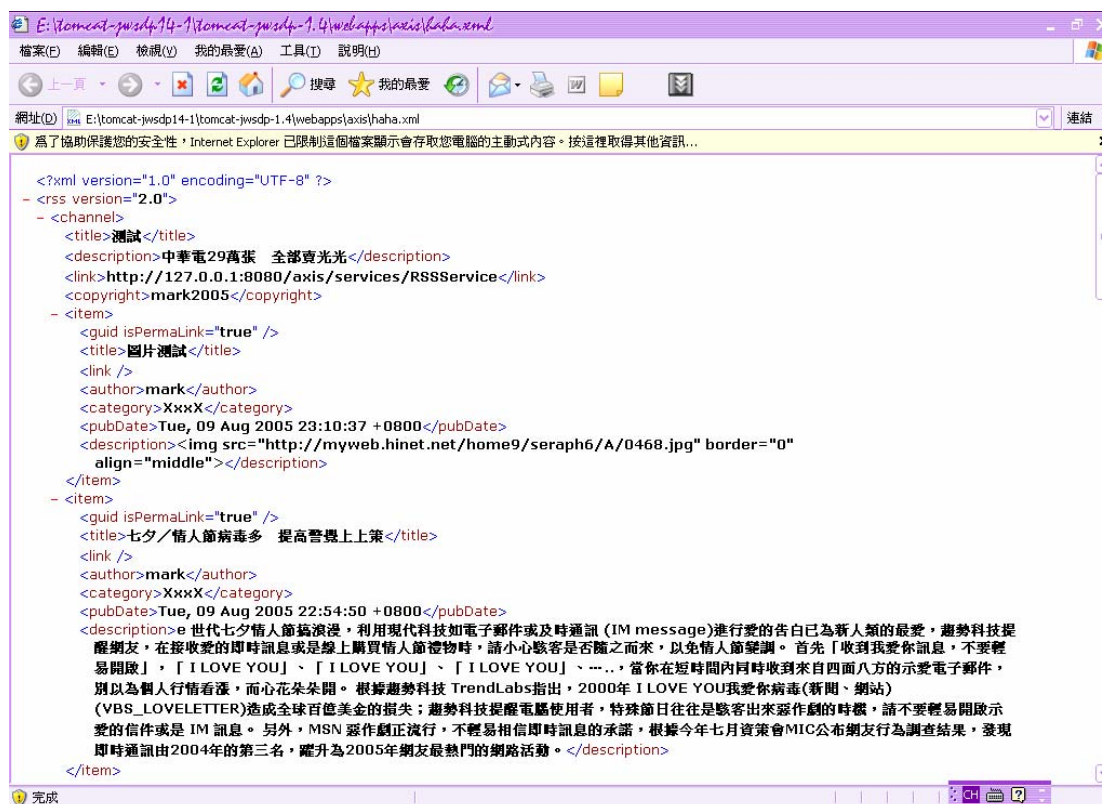 E:\tomcat-jwsdp14-1\tomcat-jwsdp-1.4\webapps\axis\haha.xml
檔案(F) 編輯(E) 檢視(V) 我的最愛(A) 工具(T) 說明(H)
上一頁 搜尋 我的最愛
網址(D) E:\tomcat-jwsdp14-1\tomcat-jwsdp-1.4\webapps\axis\haha.xml 連結
為了協助保護您的安全性，Internet Explorer 已限制這個檔案顯示會存取您電腦的主動式內容。按這裡取得其他資訊...
<?xml version="1.0" encoding="UTF-8" ?>
- <rss version="2.0">
- <channel>
<title>測試</title>
<description>中華電29萬張 全部賣光光</description>
<link>http://127.0.0.1:8080/axis/services/RSSService</link>
<copyright>mark2005</copyright>
- <item>
<guid isPermaLink="true" />
<title>圖片測試</title>
<link />
<author>mark</author>
<category>XxxX</category>
<pubDate>Tue, 09 Aug 2005 23:10:37 +0800</pubDate>
<description><img src="http://myweb.hinet.net/home9/seraph6/A/0468.jpg" border="0"
align="middle"></description>
</item>
- <item>
<guid isPermaLink="true" />
<title>七夕／情人節病毒多 提高警覺上上策</title>
<link />
<author>mark</author>
<category>XxxX</category>
<pubDate>Tue, 09 Aug 2005 22:54:50 +0800</pubDate>
<description>e 世代七夕情人節搞浪漫，利用現代科技如電子郵件或及時通訊 (IM message)進行愛的告白已為新人類的最愛，趨勢科技提
醒網友，在接收愛的即時訊息或是線上購買情人節禮物時，請小心駭客是否隨之而來，以免情人節變調。 首先「收到我愛你訊息，不要輕
易開啟」，「I LOVE YOU」、「I LOVE YOU」、「I LOVE YOU」、…..，當你在短時間內同時收到來自四面八方的示愛電子郵件，
別以為個人行情看漲，而心花朵朵開。 根據趨勢科技 TrendLabs指出，2000年 I LOVE YOU我愛你病毒(新聞、網站)
(VBS_LOVELETTER)造成全球百億美金的損失；趨勢科技提醒電腦使用者，特殊節日往往是駭客出來惡作劇的時機，請不要輕易開啟示
愛的信件或是 IM 訊息。 另外，MSN 惡作劇正流行，不輕易相信即時訊息的承諾，根據今年七月資策會MIC公布網友行為調查結果，發現
即時通訊由2004年的第三名，躍升為2005年網友最熱門的網路活動。</description>
</item>
完成 CH